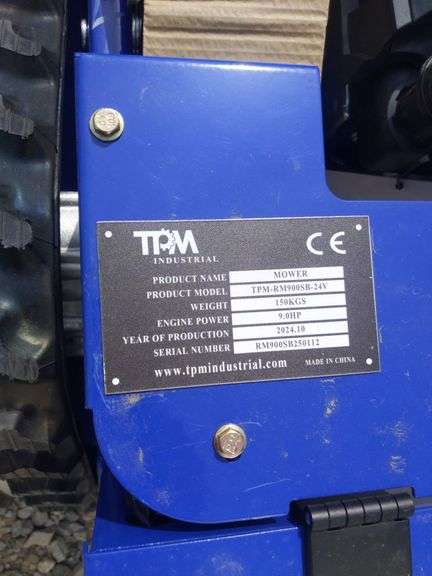 TPM
INDUSTRIAL
CE
PRODUCT NAME MOWER
PRODUCT MODEL TPM-RM900SB-24V
WEIGHT 150KGS
ENGINE POWER 9.0HP
YEAR OF PRODUCTION 2024.10
SERIAL NUMBER RM900SB250112
www.tpmindustrial.com MADE IN CHINA